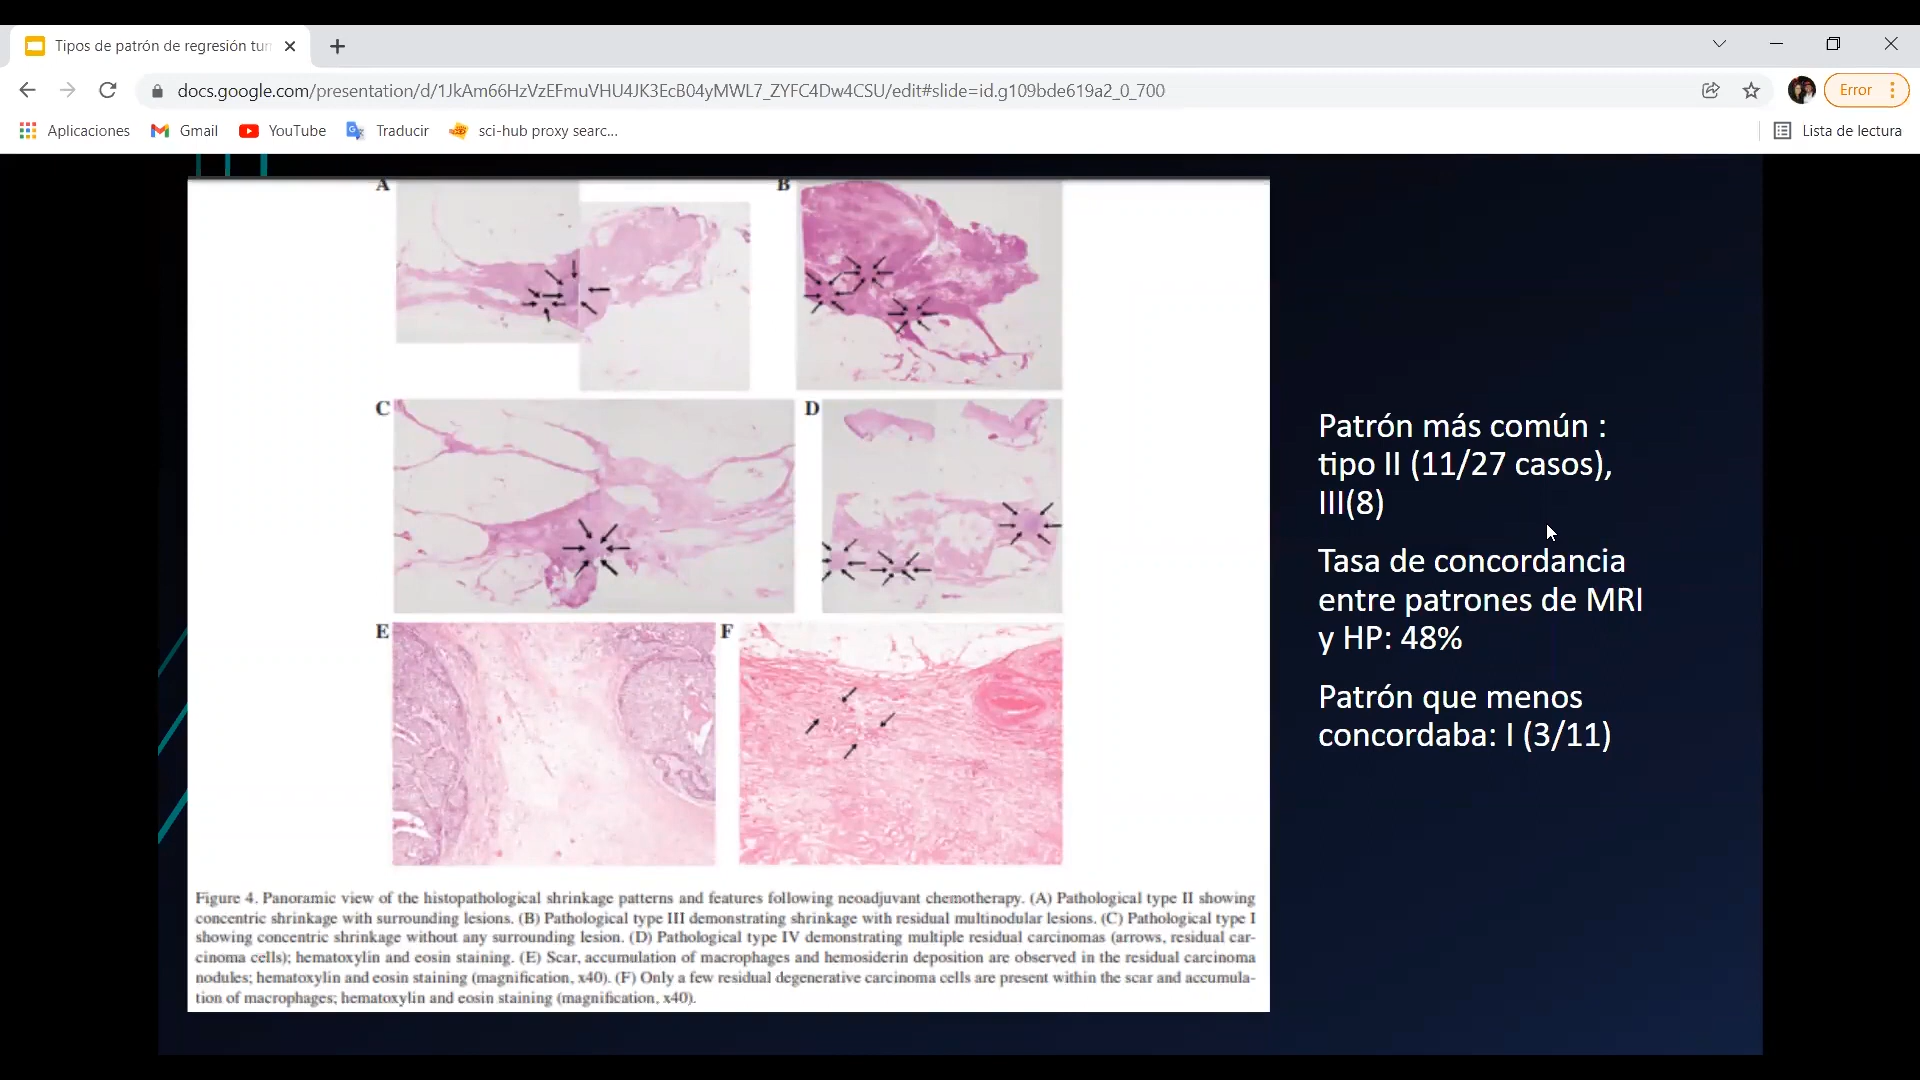 Tipos de patrón de regresión tum
docs.google.com/presentation/d/1JkAm66HzVzEFmuVHU4JK3EcB04yMWL7_ZYFC4Dw4CSU/edit#slide=id.g109bde619a2_0_700
Error
Aplicaciones
Gmail
YouTube
Traducir
sci-hub proxy searc...
Lista de lectura
A
B
C
D
E
F
Figure 4. Panoramic view of the histopathological shrinkage patterns and features following neoadjuvant chemotherapy. (A) Pathological type II showing
concentric shrinkage with surrounding lesions. (B) Pathological type III demonstrating shrinkage with residual multinodular lesions. (C) Pathological type I
showing concentric shrinkage without any surrounding lesion. (D) Pathological type IV demonstrating multiple residual carcinomas (arrows, residual car-
cinoma cells); hematoxylin and eosin staining. (E) Scar, accumulation of macrophages and hemosiderin deposition are observed in the residual carcinoma
nodules; hematoxylin and eosin staining (magnification, x40). (F) Only a few residual degenerative carcinoma cells are present within the scar and accumula-
tion of macrophages; hematoxylin and eosin staining (magnification, x40).
Patrón más común :
tipo II (11/27 casos),
III(8)
Tasa de concordancia
entre patrones de MRI
y HP: 48%
Patrón que menos
concordaba: I (3/11)